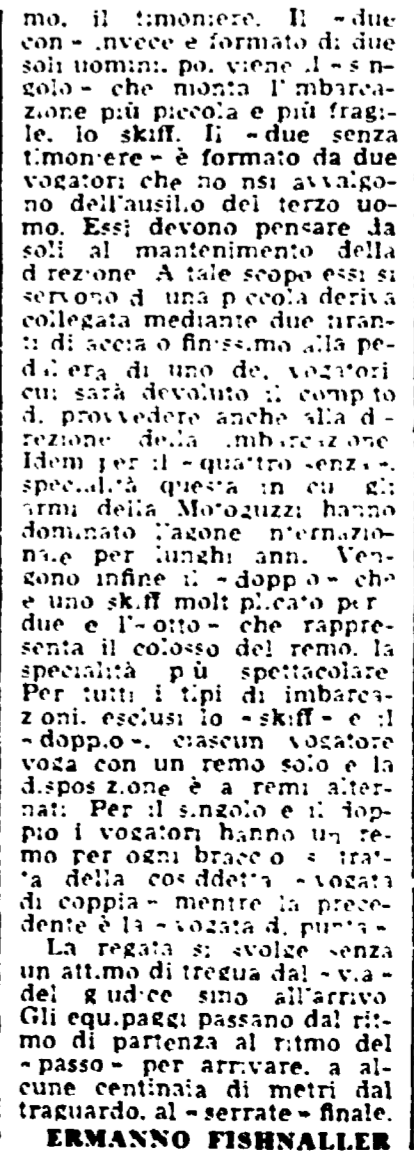 mo, il timoniere. Il «due
con» invece è formato di due
soli uomini, poi viene il «sin-
golo» che monta l'imbarca-
zione più piccola e più fragi-
le, lo skiff. Il «due senza
timoniere» è formato da due
vogatori che no nsi avvalgo-
no dell'ausilio del terzo uo-
mo. Essi devono pensare da
soli al mantenimento della
direzione. A tale scopo essi si
servono di una piccola deriva
collegata mediante due tiran-
ti di acciaio finissimo alla pe-
daliera di uno dei vogatori
cui sarà devoluto il compito
di provvedere anche alla di-
rezione della imbarcazione.
Idem per il «quattro senza»,
specialità questa in cui gli
armi della Motoguzzi hanno
dominato l'agone internazio-
nale per lunghi anni. Ven-
gono infine il «doppio» che
è uno skiff moltiplicato per
due e l'«otto» che rappre-
senta il colosso del remo, la
specialità più spettacolare.
Per tutti i tipi di imbarca-
zioni, esclusi lo «skiff» e il
«doppio», ciascun vogatore
voga con un remo solo e la
disposizione è a remi alter-
nati. Per il singolo e il dop-
pio i vogatori hanno un re-
mo per ogni braccio: si trat-
ta della cosiddetta «vogata
di coppia» mentre la prece-
dente è la «vogata di punta»
La regata si svolge senza
un attimo di tregua dal «via»
del giudice sino all'arrivo.
Gli equipaggi passano dal rit-
mo di partenza al ritmo del
«passo» per arrivare, a al-
cune centinaia di metri dal
traguardo, al «serrate» finale.
ERMANNO FISHNALLER